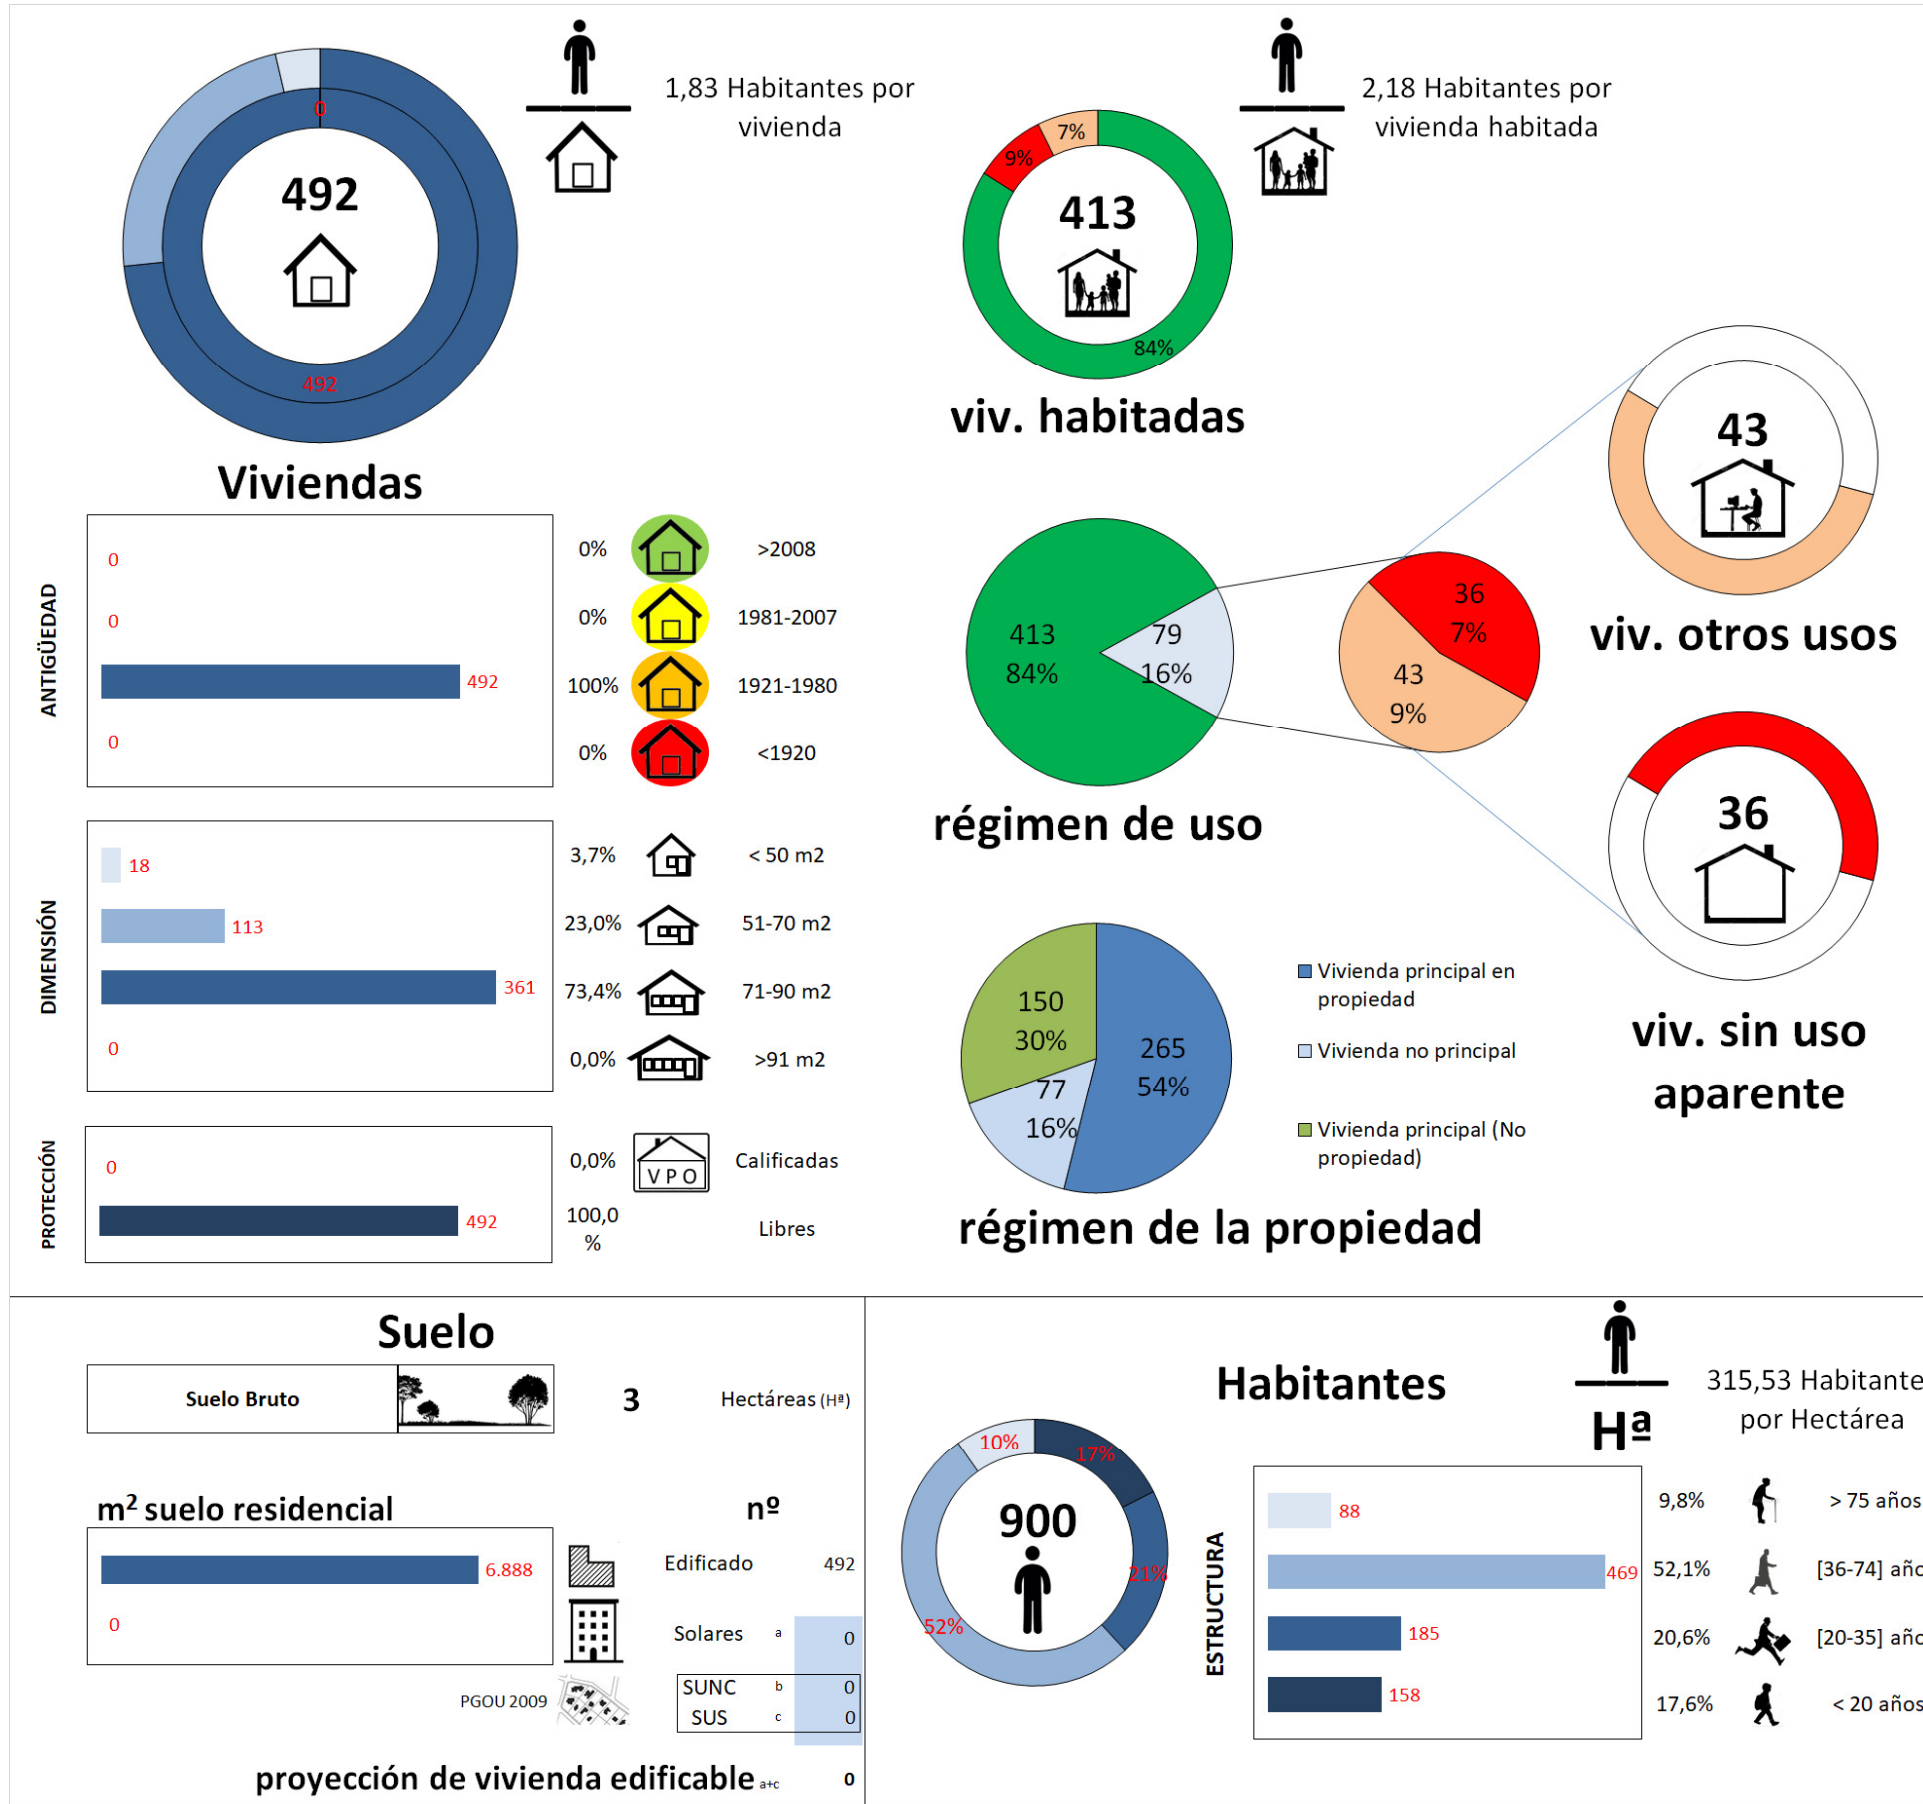 1,83 Habitantes por
vivienda
0
492
492
Viviendas
2,18 Habitantes por
vivienda habitada
7%
9%
413
84%
viv. habitadas
43
viv. otros usos
413
84%
79
16%
36
7%
43
9%
régimen de uso
36
viv. sin uso
aparente
ANTIGÜEDAD
0
0% >2008
0
0% 1981-2007
492
100% 1921-1980
0
0% <1920
DIMENSIÓN
18
3,7% < 50 m2
113
23,0% 51-70 m2
361
73,4% 71-90 m2
0
0,0% >91 m2
PROTECCIÓN
0
0,0% VPO Calificadas
492
100,0
%
Libres
150
30%
265
54%
77
16%
Vivienda principal en
propiedad
Vivienda no principal
Vivienda principal (No
propiedad)
régimen de la propiedad
Suelo
Suelo Bruto 3 Hectáreas (Hª)
m² suelo residencial nº
6.888
Edificado 492
0
Solares a 0
PGOU 2009
SUNC b 0
SUS c 0
proyección de vivienda edificable a+c 0
Habitantes
Hª
315,53 Habitante
por Hectárea
10%
17%
900
21%
52%
ESTRUCTURA
88
9,8% > 75 años
469
52,1% [36-74] año
185
20,6% [20-35] año
158
17,6% < 20 años